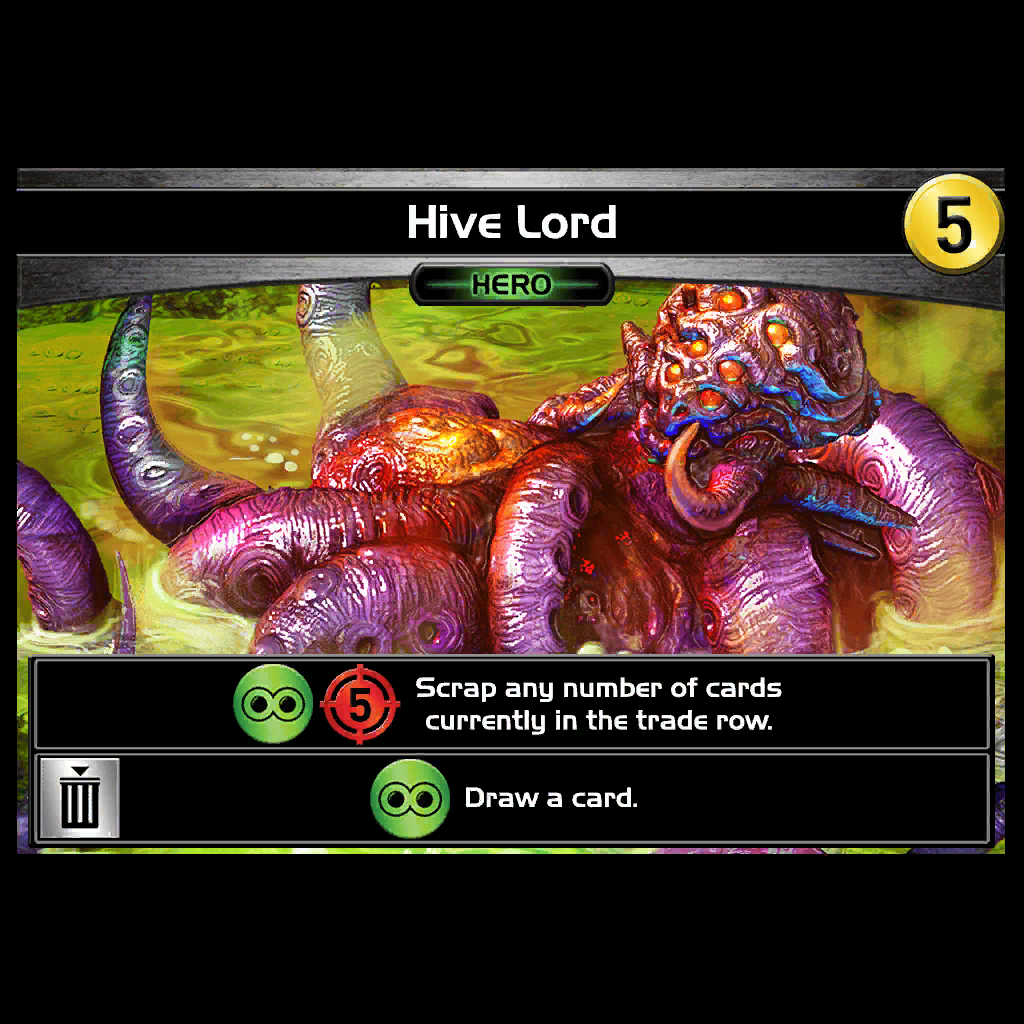 Hive Lord
5
HERO
5
Scrap any number of cards
currently in the trade row.
Draw a card.